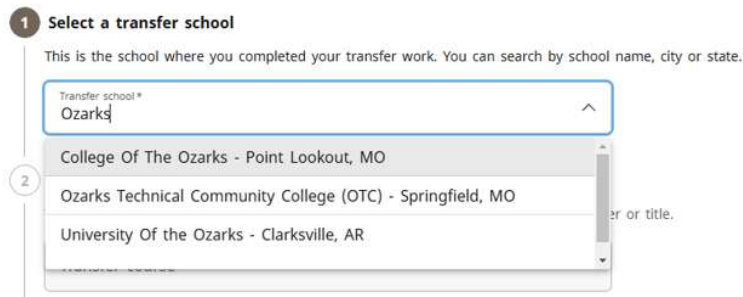 1 Select a transfer school
This is the school where you completed your transfer work. You can search by school name, city or state.
Transfer school *
Ozarks
College Of The Ozarks - Point Lookout, MO
2
Ozarks Technical Community College (OTC) - Springfield, MO
er or title.
University Of the Ozarks - Clarksville, AR